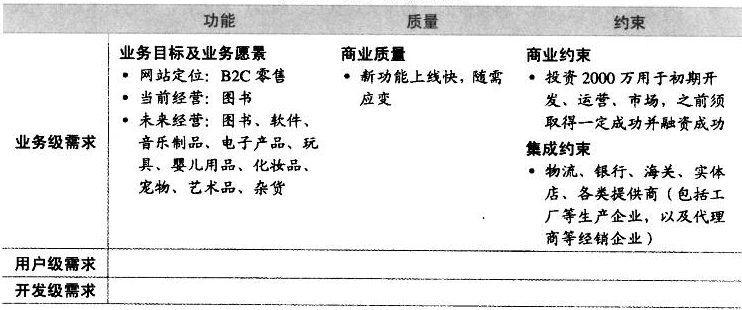 功能 质量 约束
业务级需求
业务目标及业务愿景
• 网站定位：B2C 零售
• 当前经营：图书
• 未来经营：图书、软件、
音乐制品、电子产品、玩
具、婴儿用品、化妆品、
宠物、艺术品、杂货
商业质量
• 新功能上线快，随需
应变
商业约束
• 投资 2000 万用于初期开
发、运营、市场，之前须
取得一定成功并融资成功
集成约束
• 物流、银行、海关、实体
店、各类提供商（包括工
厂等生产企业，以及代理
商等经销企业）
用户级需求
开发级需求